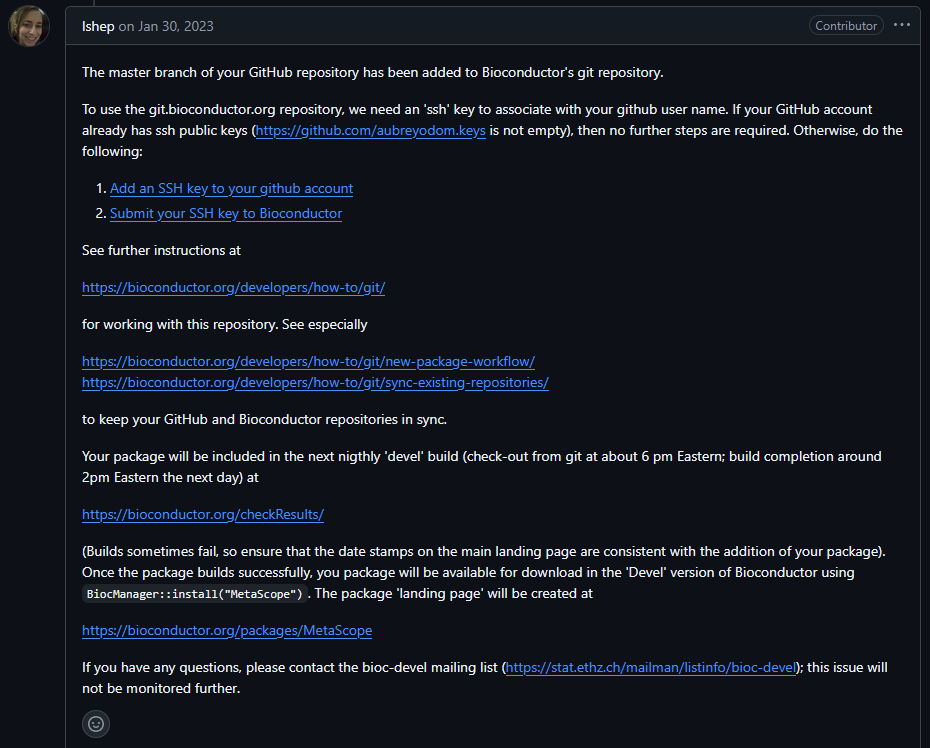 lshep on Jan 30, 2023
Contributor ···
The master branch of your GitHub repository has been added to Bioconductor's git repository.
To use the git.bioconductor.org repository, we need an 'ssh' key to associate with your github user name. If your GitHub account
already has ssh public keys (https://github.com/aubreyodom.keys is not empty), then no further steps are required. Otherwise, do the
following:
1. Add an SSH key to your github account
2. Submit your SSH key to Bioconductor
See further instructions at
https://bioconductor.org/developers/how-to/git/
for working with this repository. See especially
https://bioconductor.org/developers/how-to/git/new-package-workflow/
https://bioconductor.org/developers/how-to/git/sync-existing-repositories/
to keep your GitHub and Bioconductor repositories in sync.
Your package will be included in the next nigthly 'devel' build (check-out from git at about 6 pm Eastern; build completion around
2pm Eastern the next day) at
https://bioconductor.org/checkResults/
(Builds sometimes fail, so ensure that the date stamps on the main landing page are consistent with the addition of your package).
Once the package builds successfully, you package will be available for download in the 'Devel' version of Bioconductor using
BiocManager::install("MetaScope") . The package 'landing page' will be created at
https://bioconductor.org/packages/MetaScope
If you have any questions, please contact the bioc-devel mailing list (https://stat.ethz.ch/mailman/listinfo/bioc-devel); this issue will
not be monitored further.